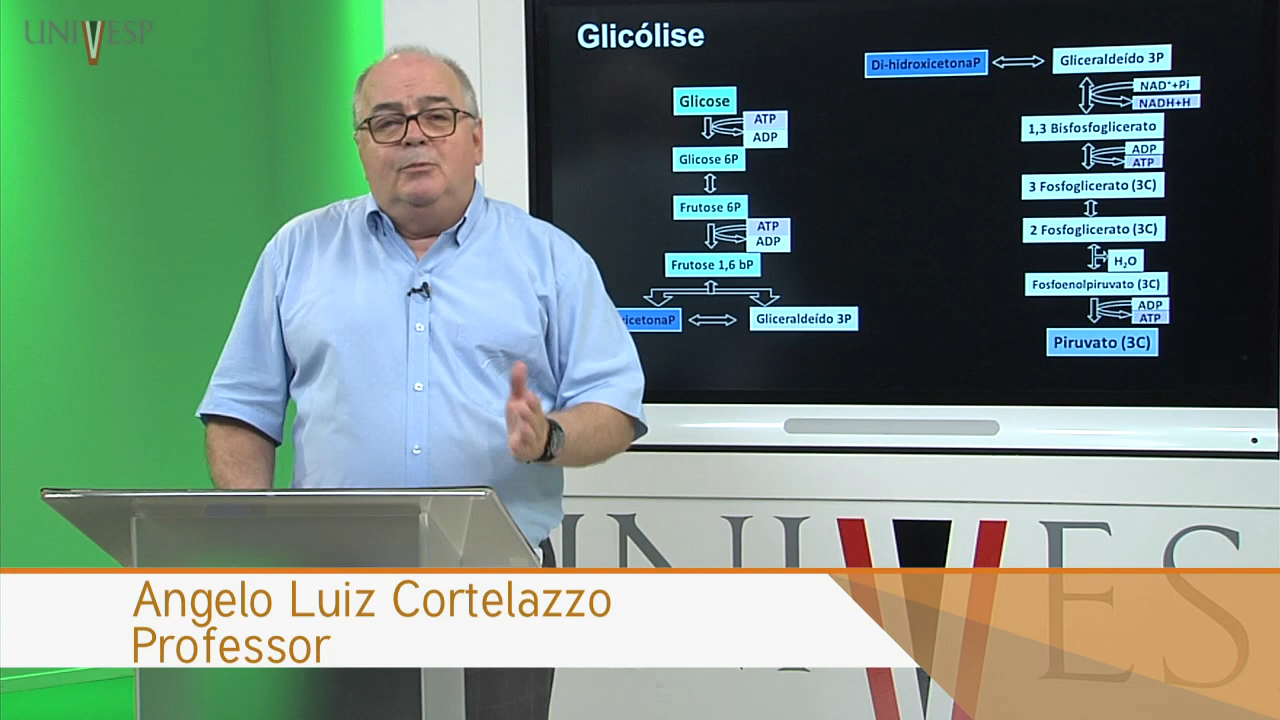 UNIVESP
Glicólise
Glicose
ATP
ADP
Glicose 6P
Frutose 6P
ATP
ADP
Frutose 1,6 bP
Gliceraldeído 3P
Di-hidroxicetonaP
Gliceraldeído 3P
NAD⁺+Pi
NADH+H
1,3 Bisfosfoglicerato
ADP
ATP
3 Fosfoglicerato (3C)
2 Fosfoglicerato (3C)
H₂O
Fosfoenolpiruvato (3C)
ADP
ATP
Piruvato (3C)
UNIVES
Angelo Luiz Cortelazzo
Professor